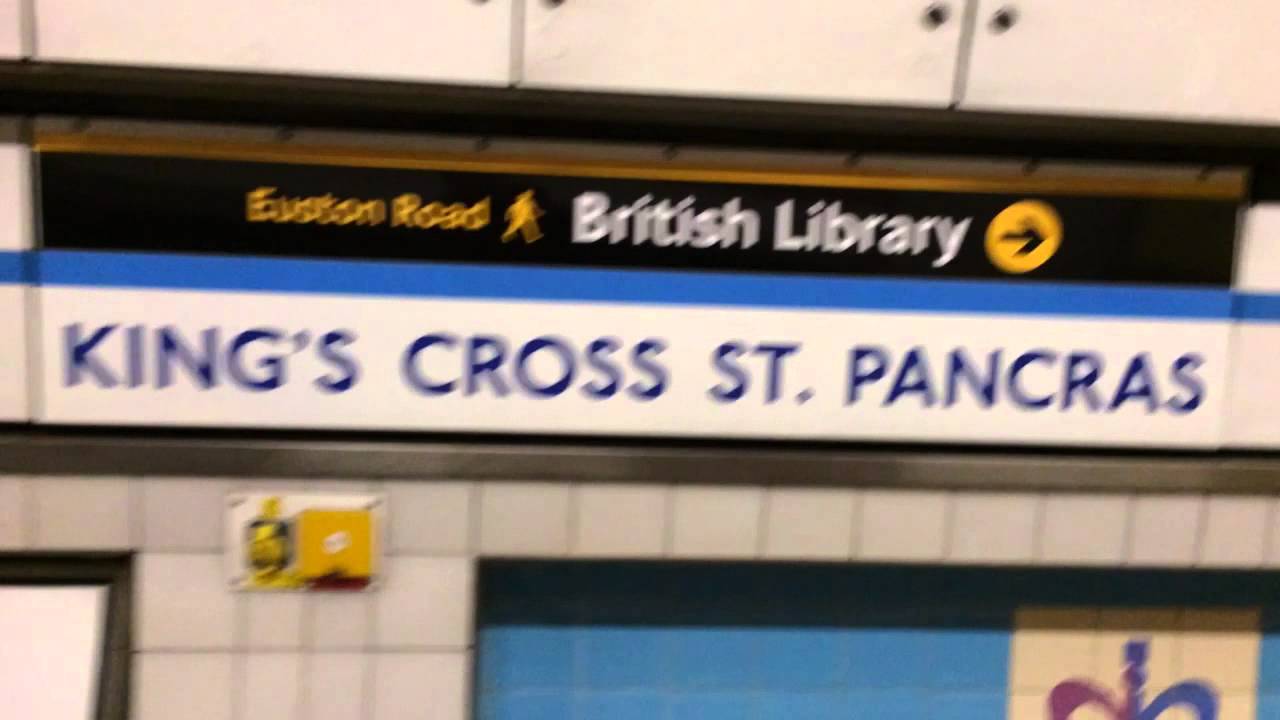 Euston Road British Library
KING'S CROSS ST. PANCRAS